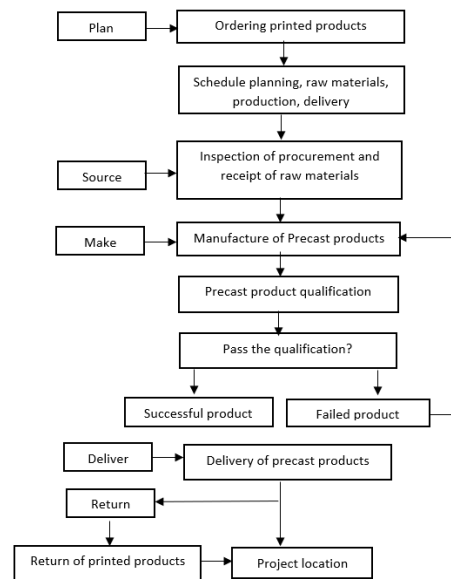 Plan
Ordering printed products
Schedule planning, raw materials,
production, delivery
Source
Inspection of procurement and
receipt of raw materials
Make
Manufacture of Precast products
Precast product qualification
Pass the qualification?
Successful product
Failed product
Deliver
Delivery of precast products
Return
Return of printed products
Project location